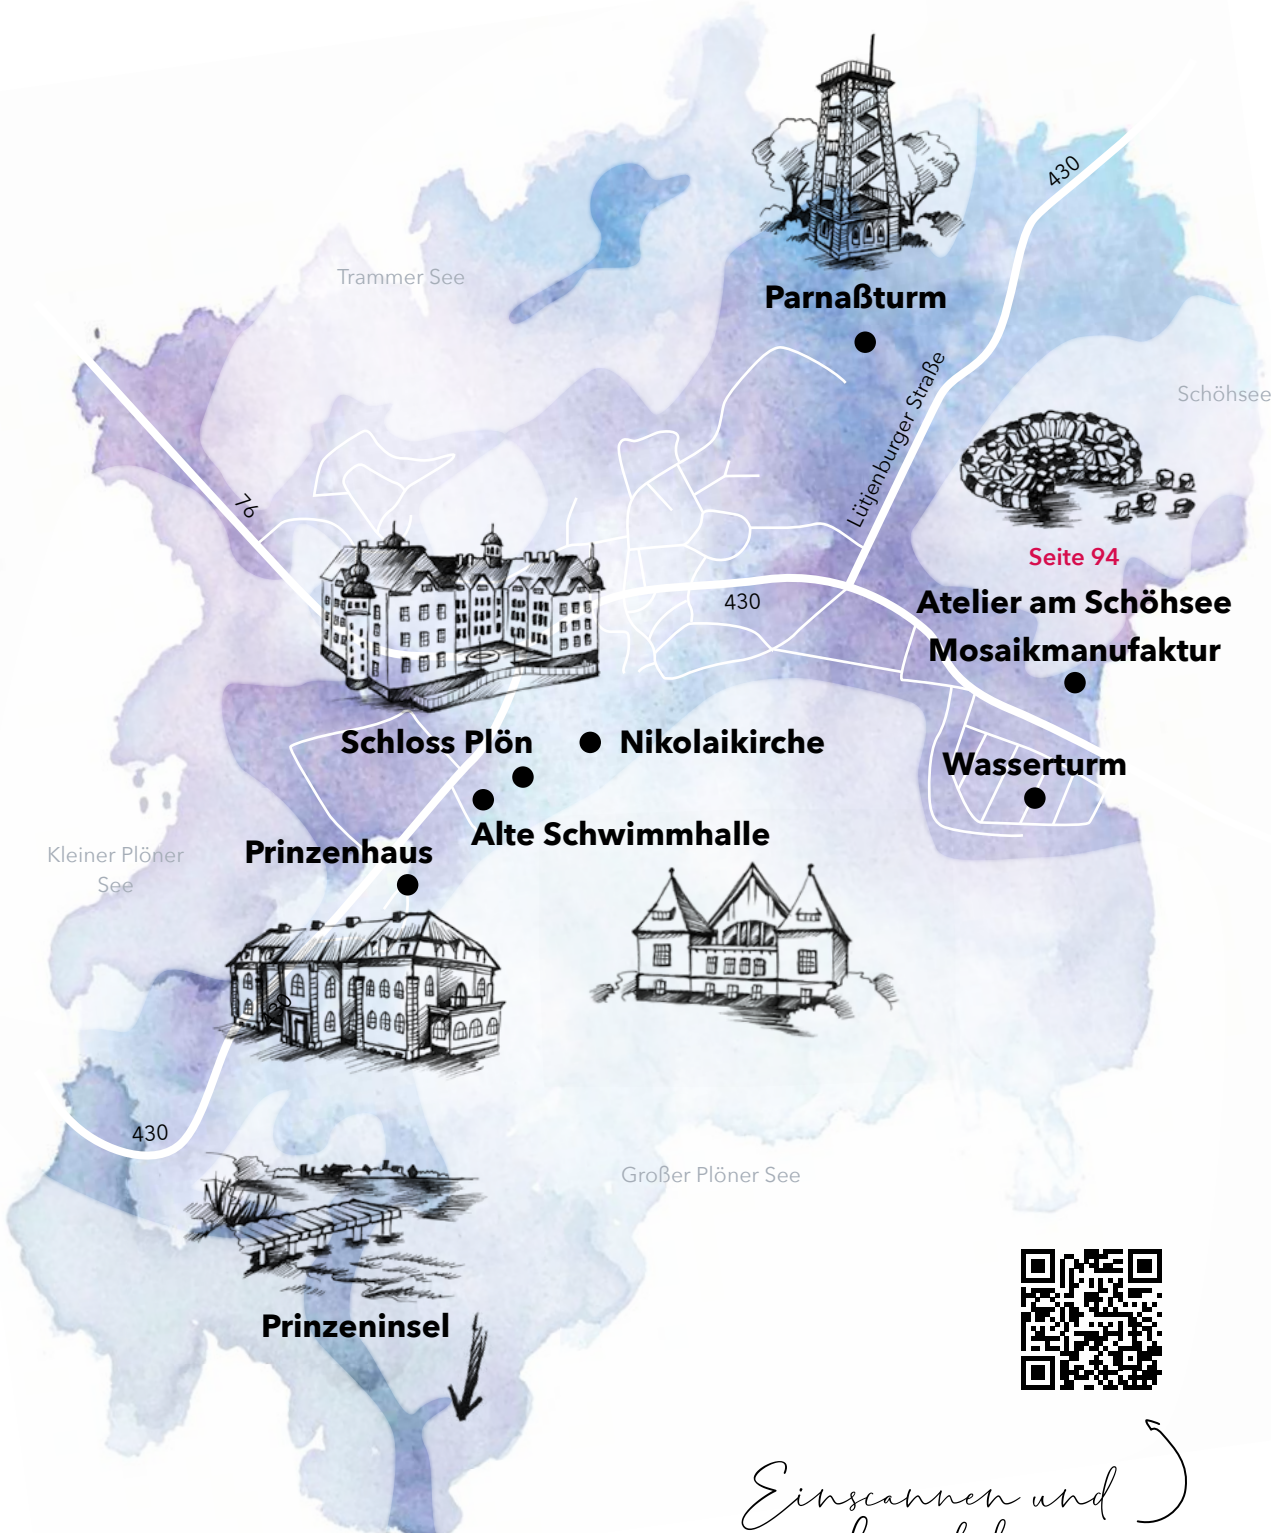 430
Trammer See
Parnaßturm
Lütjenburger Straße
Schöhsee
76
Seite 94
430
Atelier am Schöhsee
Mosaikmanufaktur
Schloss Plön
Nikolaikirche
Wasserturm
Alte Schwimmhalle
Prinzenhaus
Kleiner Plöner
See
430
430
Großer Plöner See
Prinzeninsel
Einscannen und